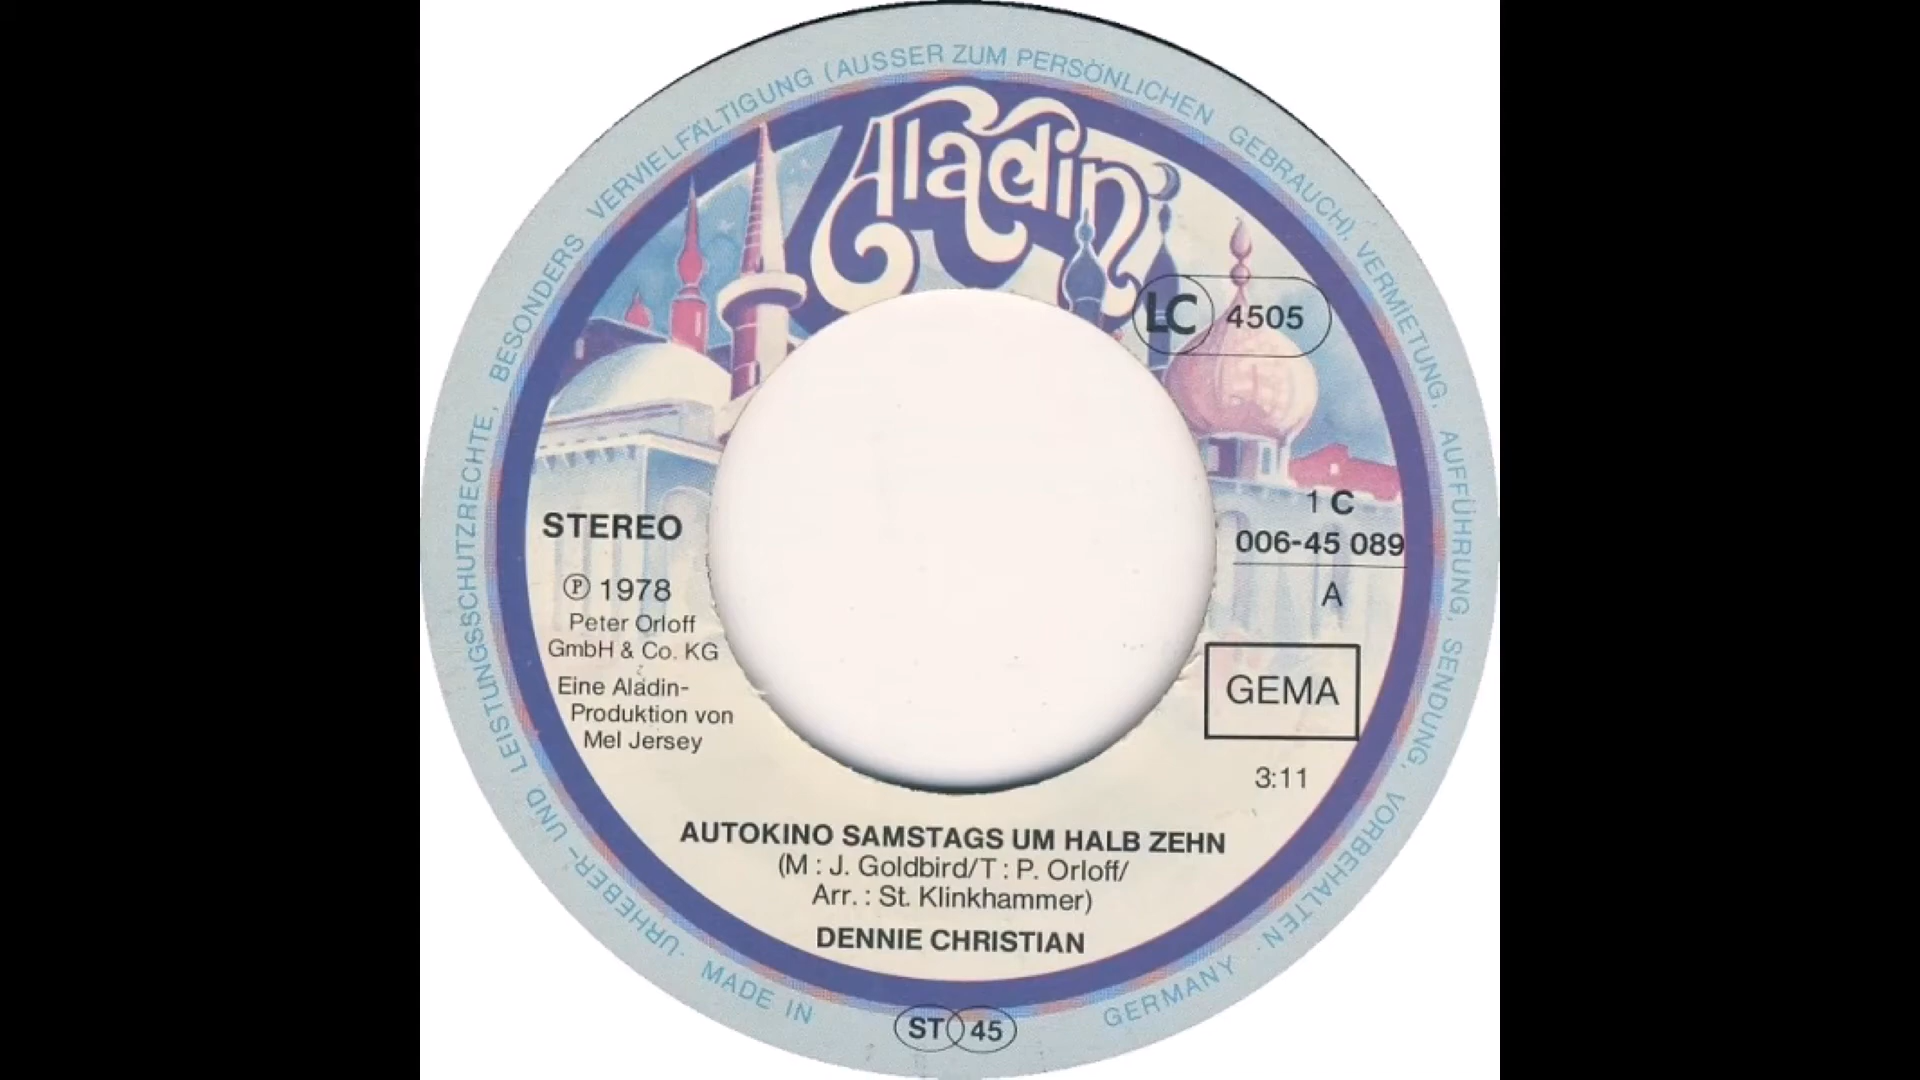 URHEBER- UND LEISTUNGSSCHUTZRECHTE, BESONDERS VERVIELFÄLTIGUNG (AUSSER ZUM PERSÖNLICHEN GEBRAUCH), VERMIETUNG, AUFFÜHRUNG, SENDUNG, VORBEHALTEN ·
Aladin
LC 4505
STEREO
1 C
006-45 089
A
Ⓟ 1978
Peter Orloff
GmbH & Co. KG
Eine Aladin-
Produktion von
Mel Jersey
GEMA
3:11
AUTOKINO SAMSTAGS UM HALB ZEHN
(M : J. Goldbird/T : P. Orloff/
Arr. : St. Klinkhammer)
DENNIE CHRISTIAN
MADE IN GERMANY
ST 45